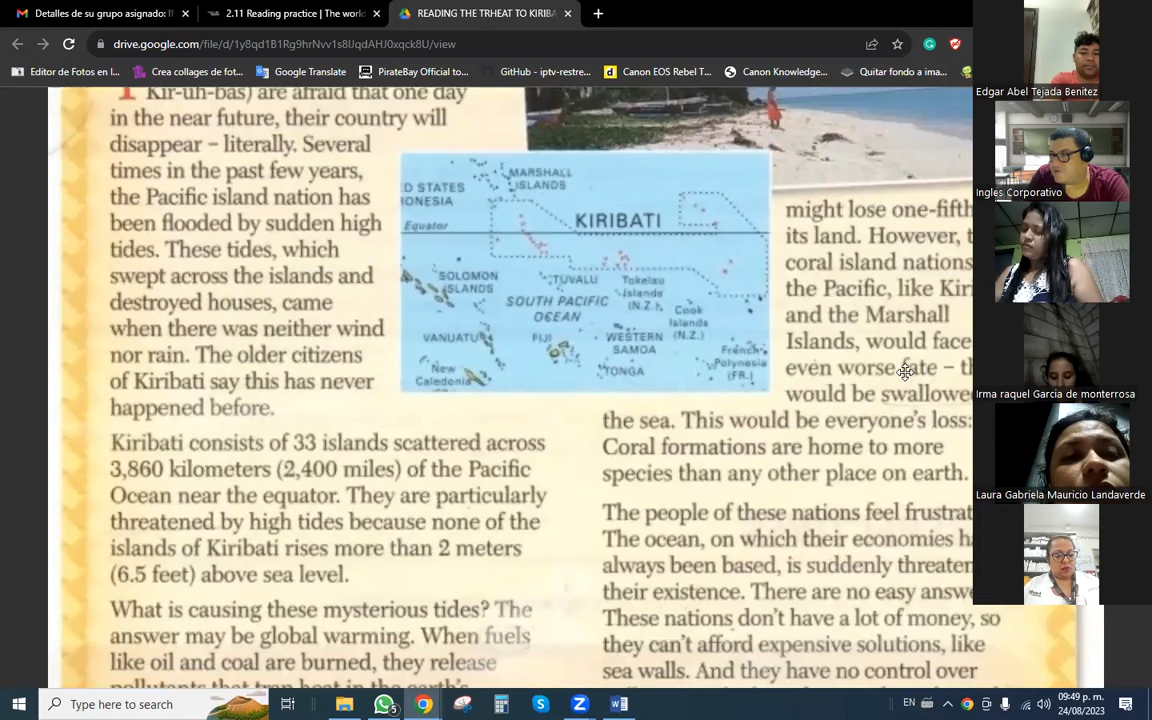 Detalles de su grupo asignado: I
2.11 Reading practice | The worl
READING THE TRHEAT TO KIRIBA
drive.google.com/file/d/1y8qd1B1Rg9hrNvv1s8IJqdAHJ0xqck8U/view
Editor de Fotos en l...
Crea collages de fot...
Google Translate
PirateBay Official to...
GitHub - iptv-restre...
Canon EOS Rebel T...
Canon Knowledge...
Quitar fondo a ima...
Kir-uh-bas) are afraid that one day
in the near future, their country will
disappear – literally. Several
times in the past few years,
the Pacific island nation has
been flooded by sudden high
tides. These tides, which
swept across the islands and
destroyed houses, came
when there was neither wind
nor rain. The older citizens
of Kiribati say this has never
happened before.
Kiribati consists of 33 islands scattered across
3,860 kilometers (2,400 miles) of the Pacific
Ocean near the equator. They are particularly
threatened by high tides because none of the
islands of Kiribati rises more than 2 meters
(6.5 feet) above sea level.
What is causing these mysterious tides? The
answer may be global warming. When fuels
like oil and coal are burned, they release
pollutants that trap heat in the earth's
MARSHALL
ISLANDS
D STATES
ONESIA
KIRIBATI
Equator
SOLOMON
ISLANDS
TUVALU
Tokelau
Islands
(N.Z.)
SOUTH PACIFIC
OCEAN
Cook
Islands
(N.Z.)
VANUATU
FIJI
WESTERN
SAMOA
French
Polynesia
(FR.)
New
Caledonia
TONGA
might lose one-fifth
its land. However, t
coral island nations
the Pacific, like Kir
and the Marshall
Islands, would face
even worse fate – th
would be swallowe
the sea. This would be everyone's loss:
Coral formations are home to more
species than any other place on earth.
The people of these nations feel frustrat
The ocean, on which their economies h
always been based, is suddenly threaten
their existence. There are no easy answe
These nations don't have a lot of money, so
they can't afford expensive solutions, like
sea walls. And they have no control over
Edgar Abel Tejada Benitez
Ingles Corporativo
Irma raquel Garcia de monterrosa
Laura Gabriela Mauricio Landaverde
Type here to search
5
EN
09:49 p. m.
24/08/2023